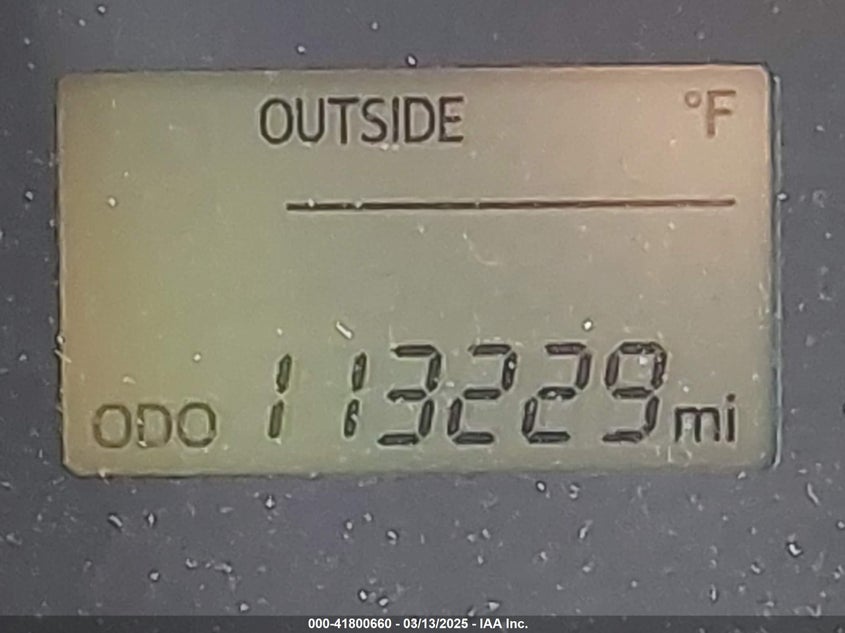 OUTSIDE °F
ODO 113229 mi
000-41800660 - 03/13/2025 - IAA Inc.